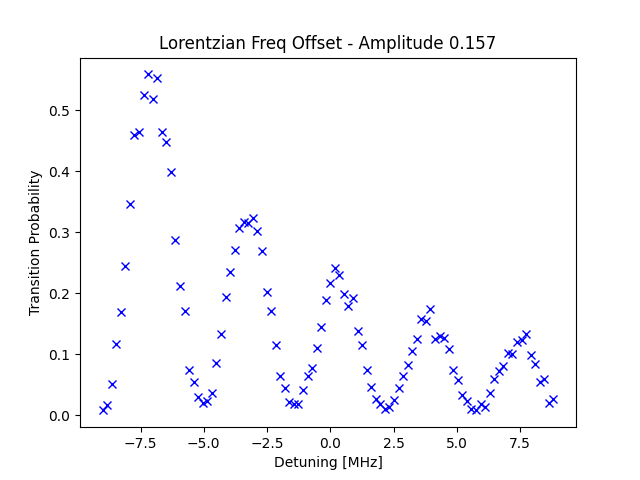 Lorentzian Freq Offset - Amplitude 0.157
Transition Probability
0.5
0.4
0.3
0.2
0.1
0.0
−7.5 −5.0 −2.5 0.0 2.5 5.0 7.5
Detuning [MHz]